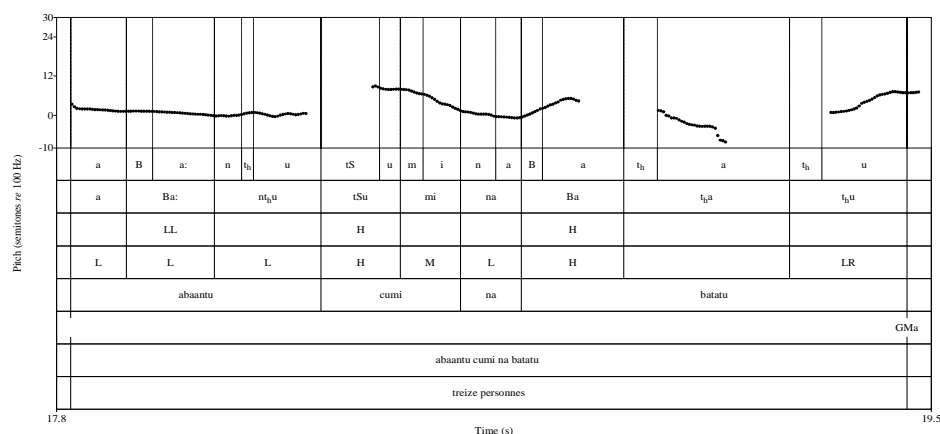 30
24
12
0
-10
Pitch (semitones re 100 Hz)
a B a: n th u tS u m i n a B a th a th u
a Ba: nthu tSu mi na Ba tha thu
LL H H
L L L H M L H LR
abaantu cumi na batatu
GMa
abaantu cumi na batatu
treize personnes
17.8 19.5
Time (s)